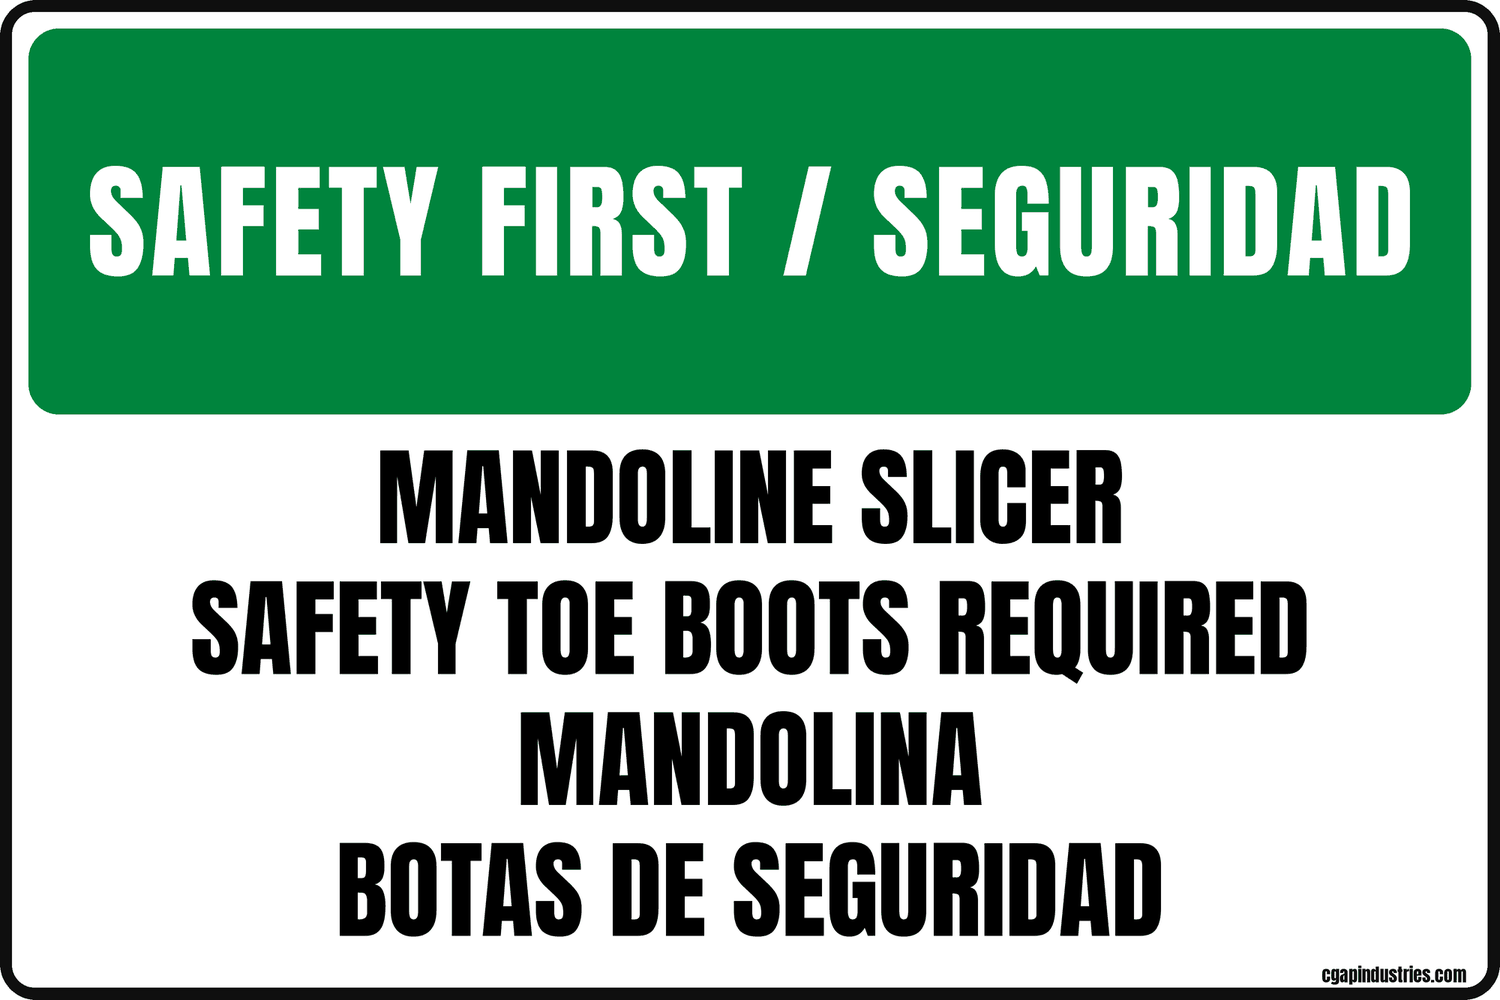 SAFETY FIRST / SEGURIDAD
MANDOLINE SLICER
SAFETY TOE BOOTS REQUIRED
MANDOLINA
BOTAS DE SEGURIDAD
cgapindustries.com